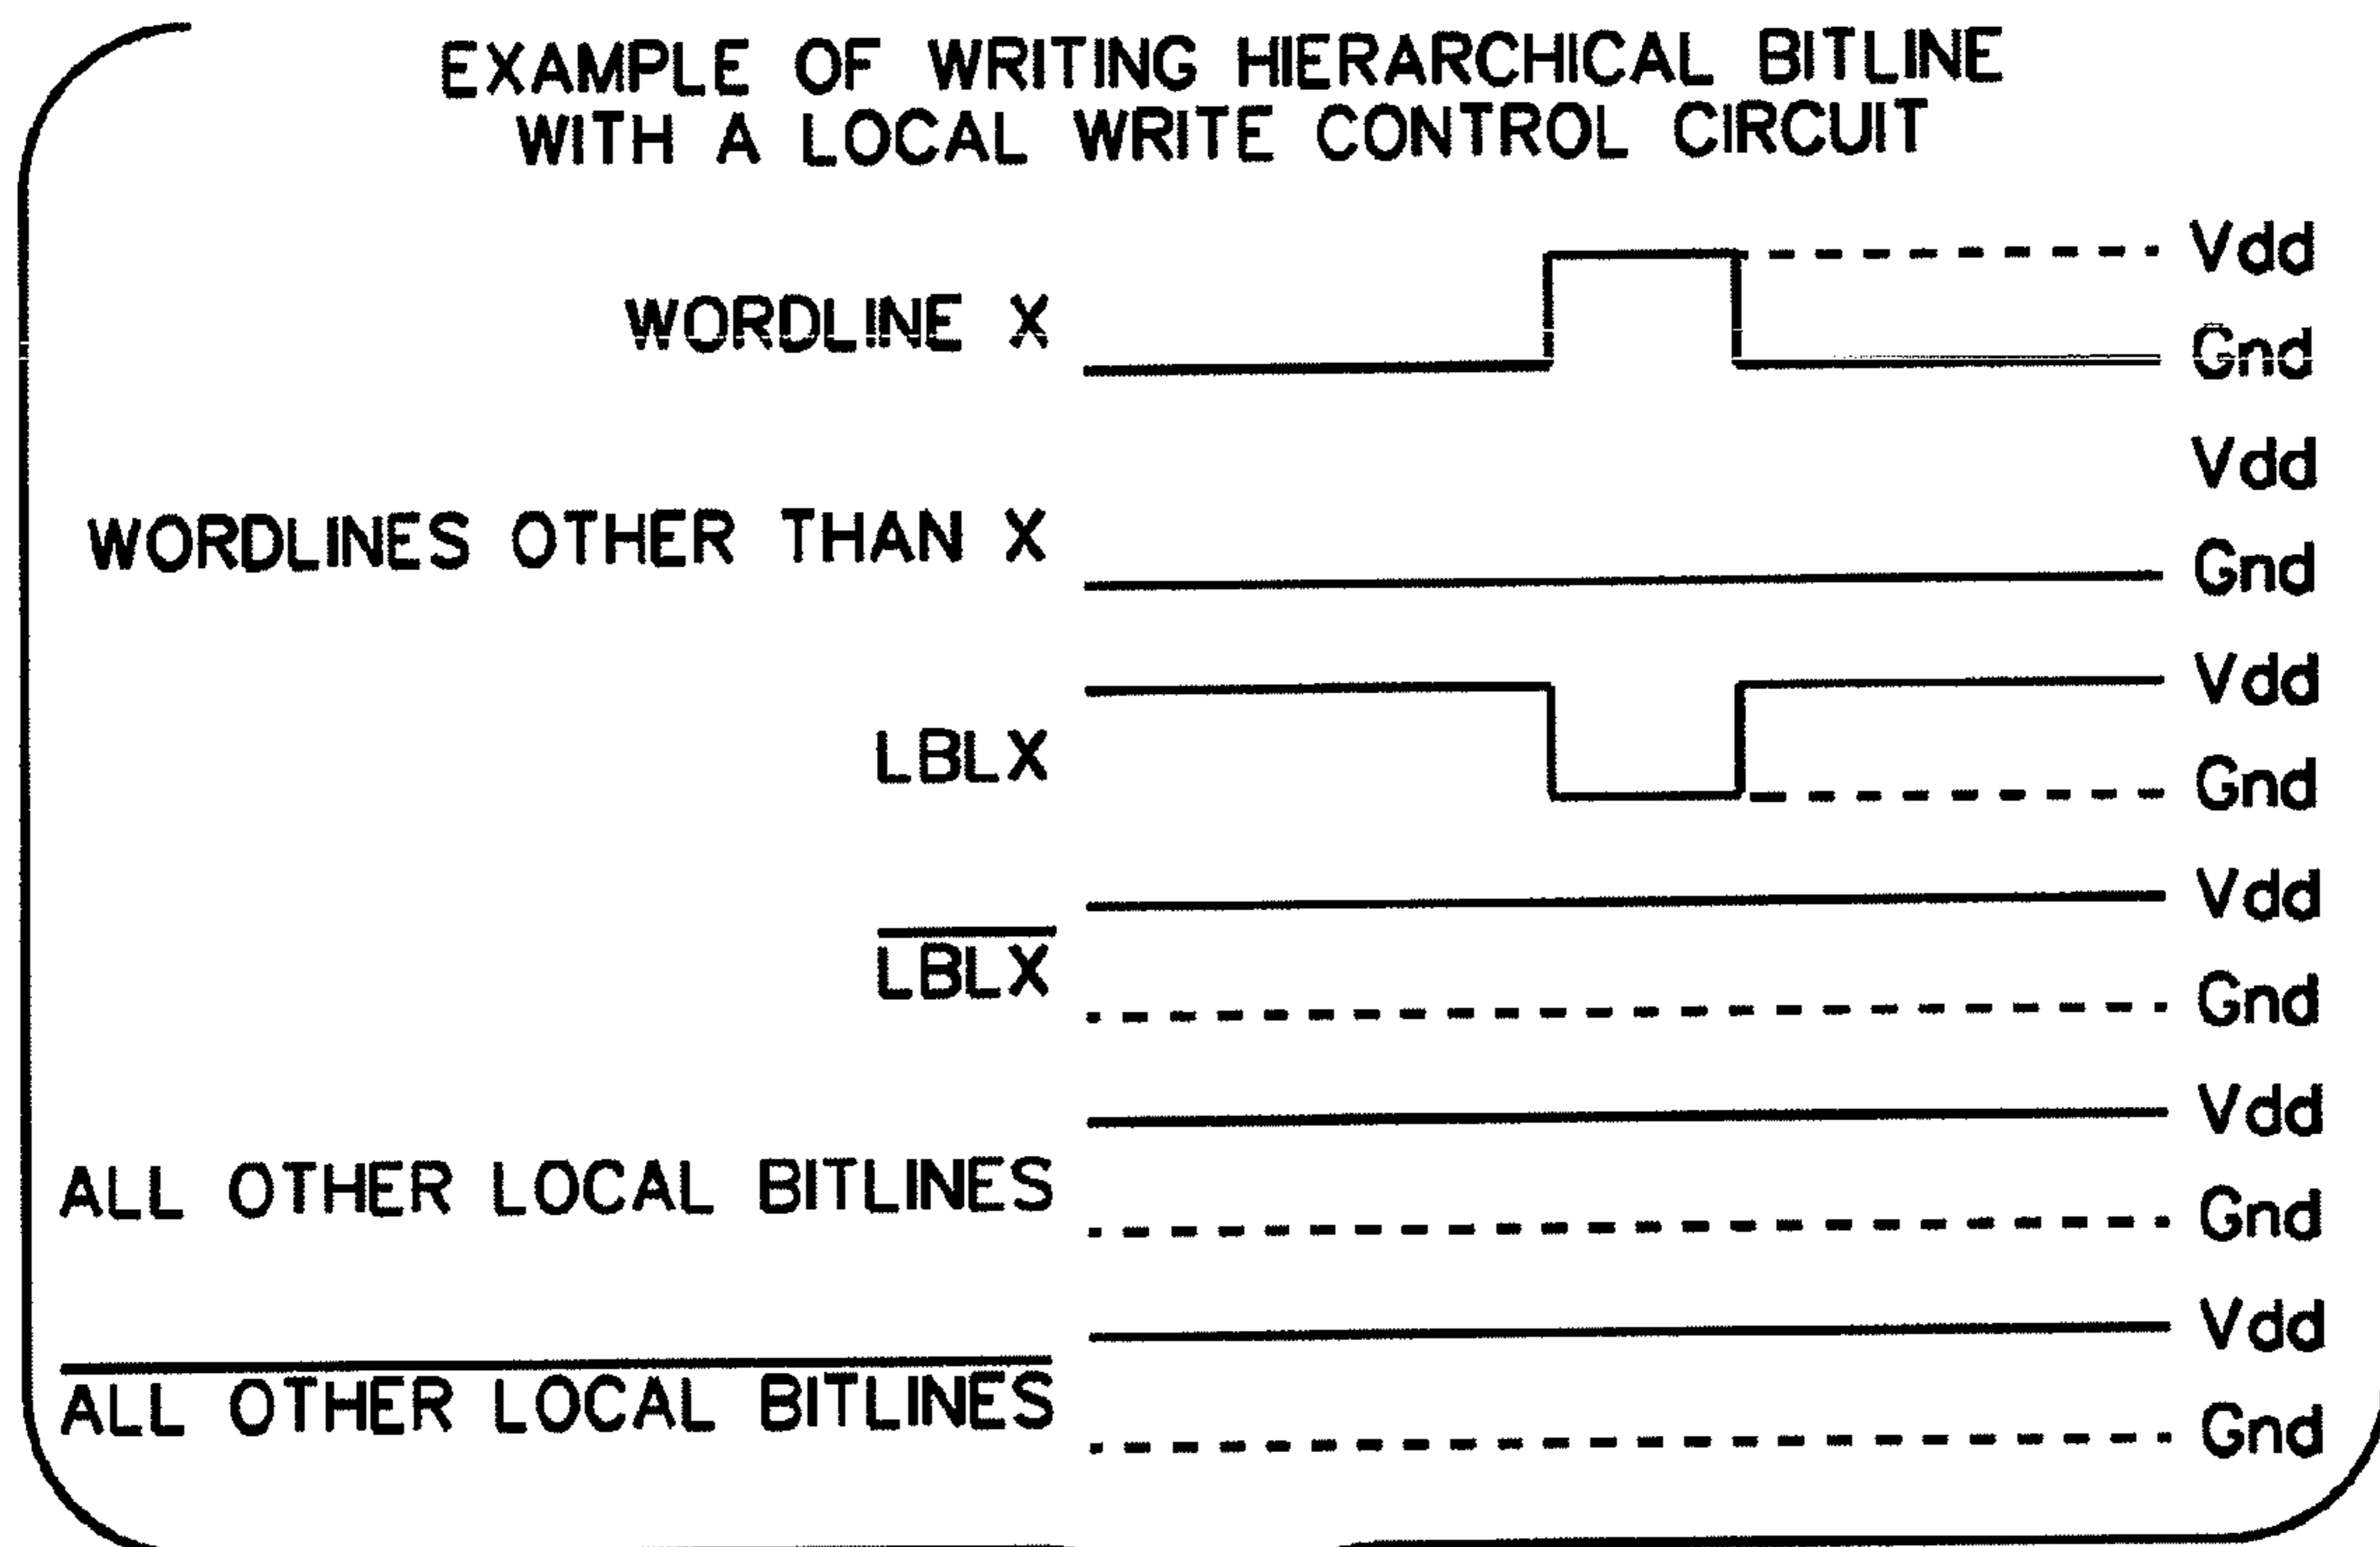 EXAMPLE OF WRITING HIERARCHICAL BITLINE
WITH A LOCAL WRITE CONTROL CIRCUIT
Vdd
WORDLINE X
Gnd
Vdd
WORDLINES OTHER THAN X
Gnd
Vdd
LBLX
Gnd
Vdd
LBLX
Gnd
Vdd
ALL OTHER LOCAL BITLINES
Gnd
Vdd
ALL OTHER LOCAL BITLINES
Gnd